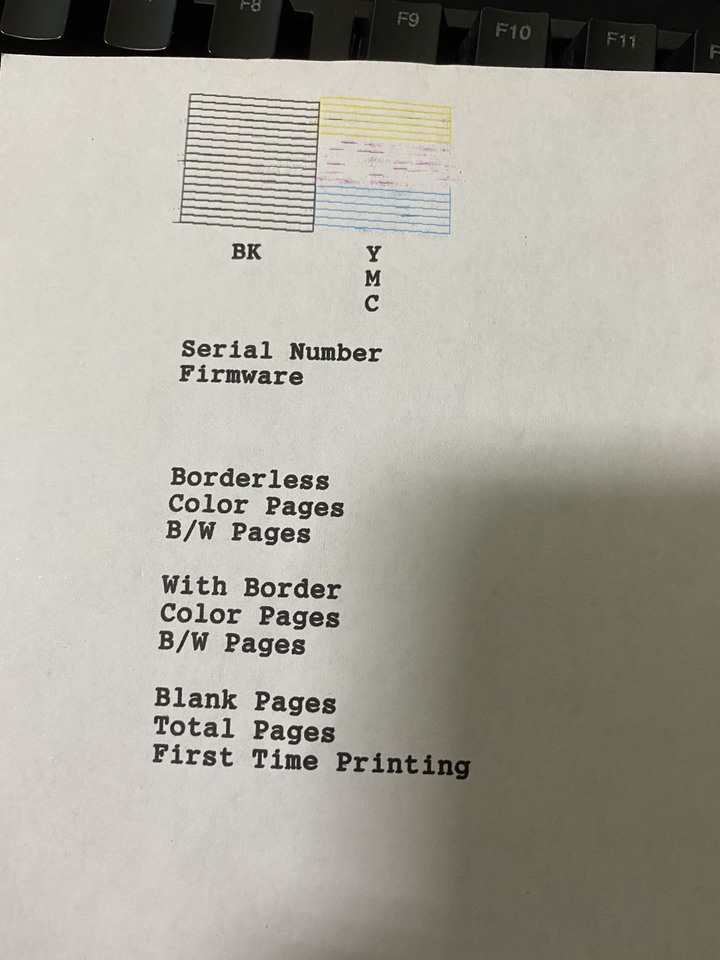 F8
F9
F10
F11
BK
Y
M
C
Serial Number
Firmware
Borderless
Color Pages
B/W Pages
With Border
Color Pages
B/W Pages
Blank Pages
Total Pages
First Time Printing